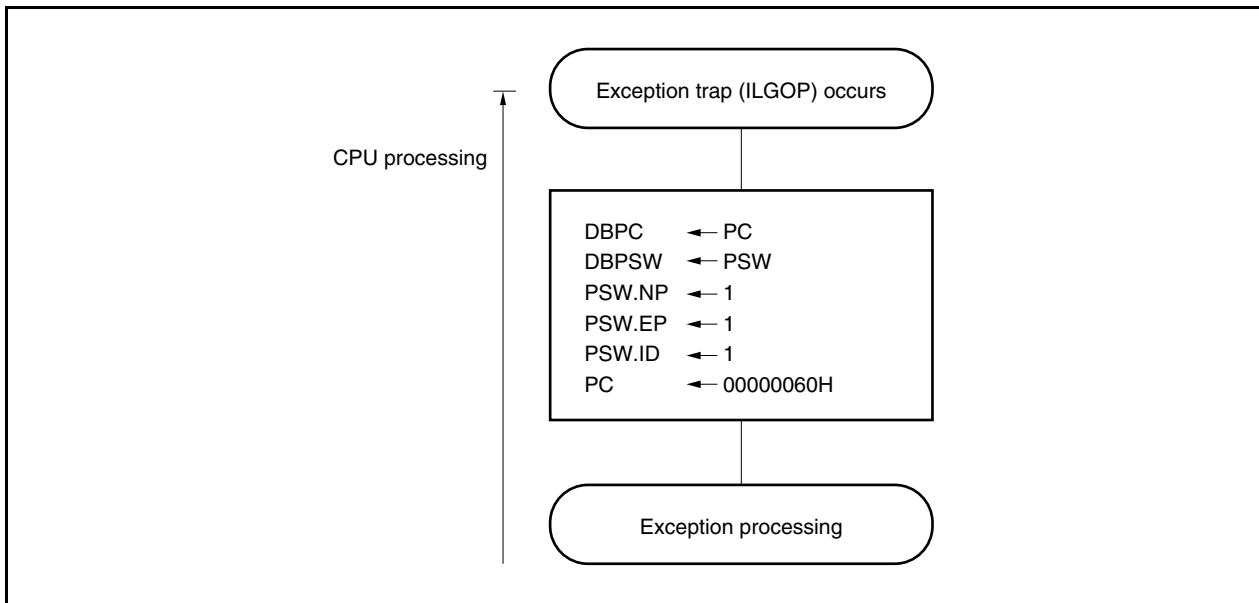 Exception trap (ILGOP) occurs
CPU processing
DBPC ← PC
DBPSW ← PSW
PSW.NP ← 1
PSW.EP ← 1
PSW.ID ← 1
PC ← 00000060H
Exception processing